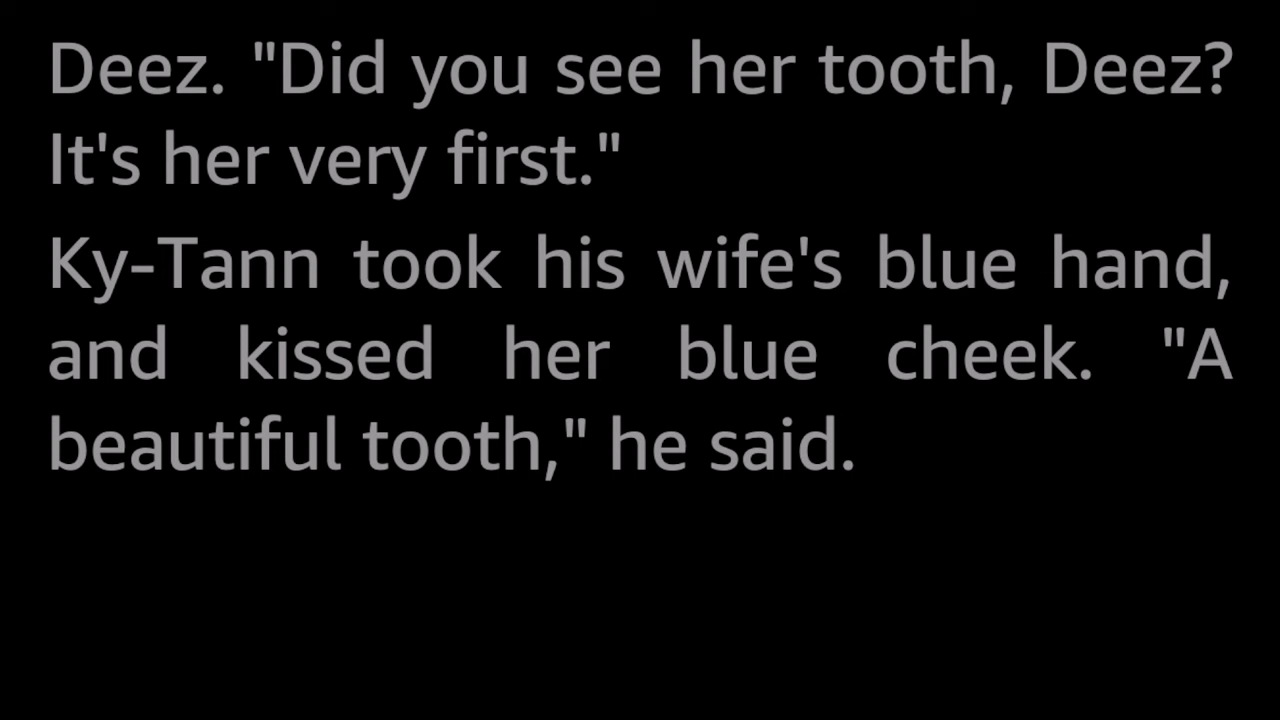 Deez. "Did you see her tooth, Deez?
It's her very first."
Ky-Tann took his wife's blue hand,
and kissed her blue cheek. "A
beautiful tooth," he said.